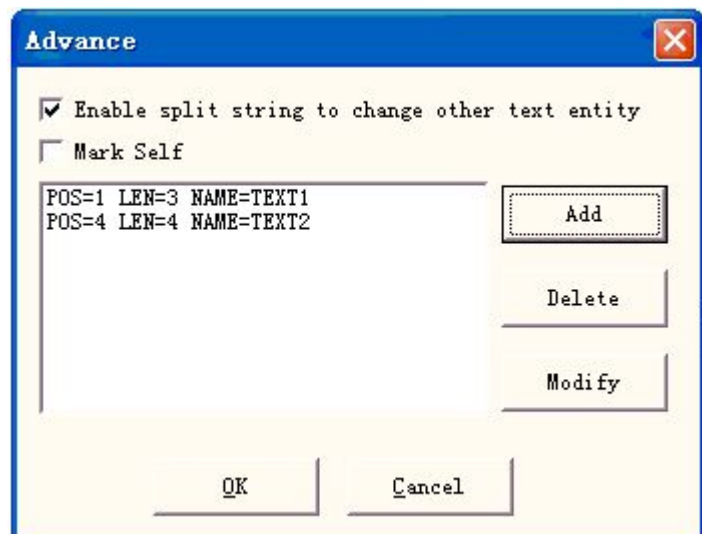 Advance
Enable split string to change other text entity
Mark Self
POS=1 LEN=3 NAME=TEXT1
POS=4 LEN=4 NAME=TEXT2
Add
Delete
Modify
OK
Cancel